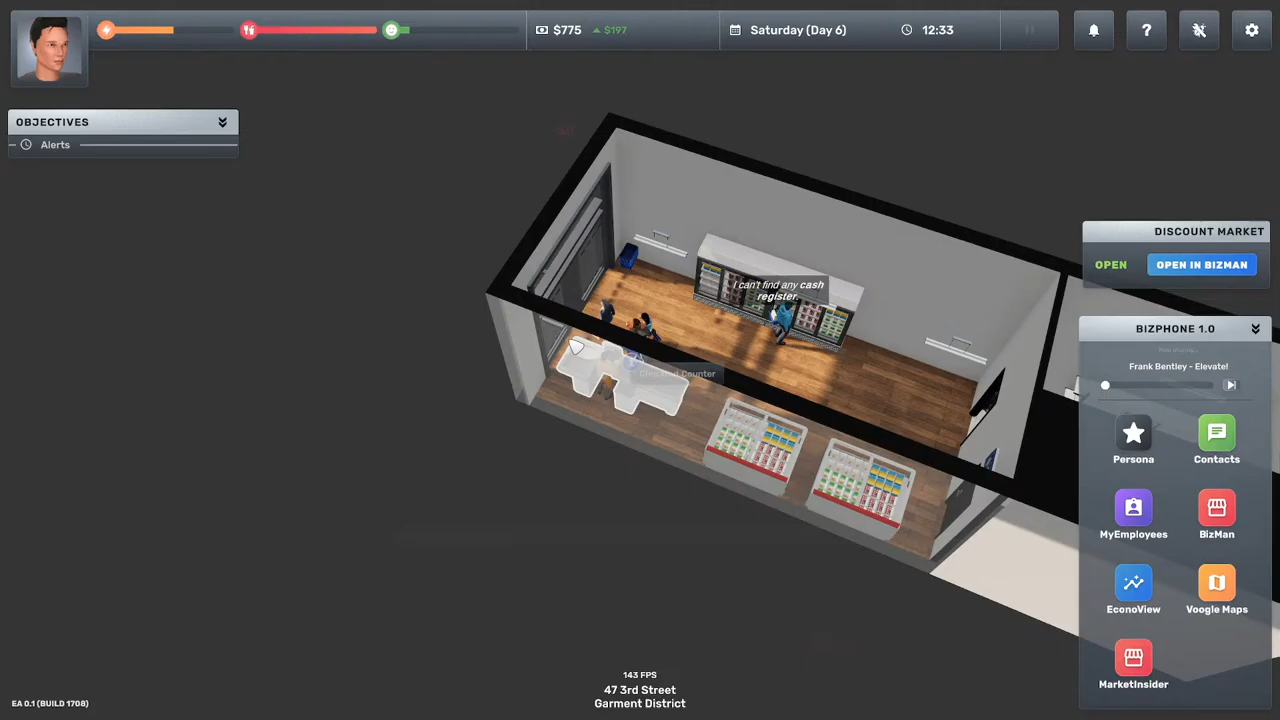 $775
$197
Saturday (Day 6)
12:33
?
OBJECTIVES
Alerts
DISCOUNT MARKET
OPEN
OPEN IN BIZMAN
I can't find any cash
register.
BIZPHONE 1.0
Frank Bentley - Elevate!
Persona
Contacts
MyEmployees
BizMan
EconoView
Voogle Maps
MarketInsider
143 FPS
47 3rd Street
Garment District
EA 0.1 (BUILD 1708)